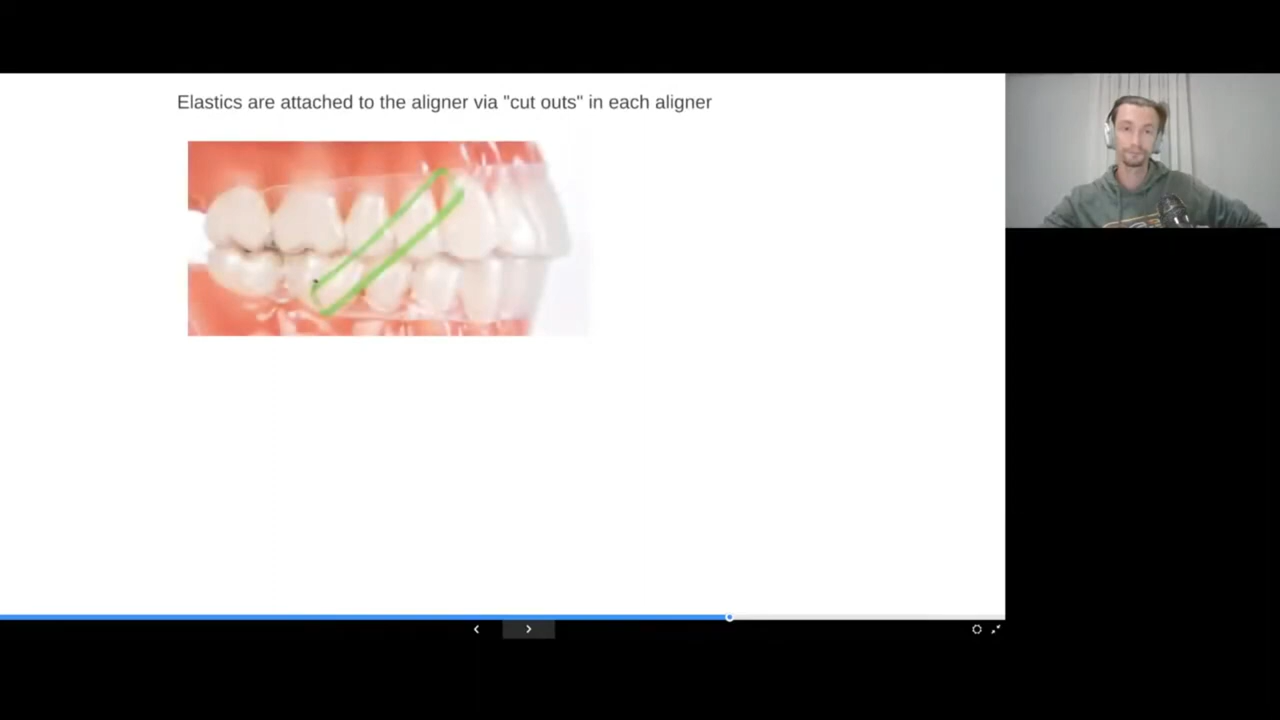 Elastics are attached to the aligner via "cut outs" in each aligner